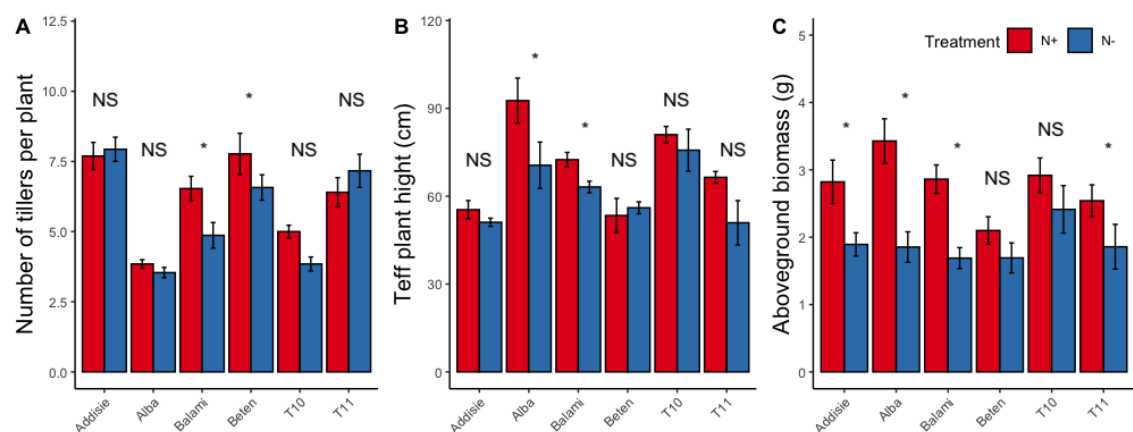 A
Number of tillers per plant
12.5
10.0
7.5
5.0
2.5
0.0
NS
NS
*
*
NS
NS
Addisie
Alba
Balami
Beten
T10
T11
B
Teff plant hight (cm)
120
90
60
30
0
NS
*
*
NS
NS
NS
Addisie
Alba
Balami
Beten
T10
T11
C
Treatment N+ N-
Aboveground biomass (g)
5
4
3
2
1
0
*
*
*
NS
NS
*
Addisie
Alba
Balami
Beten
T10
T11